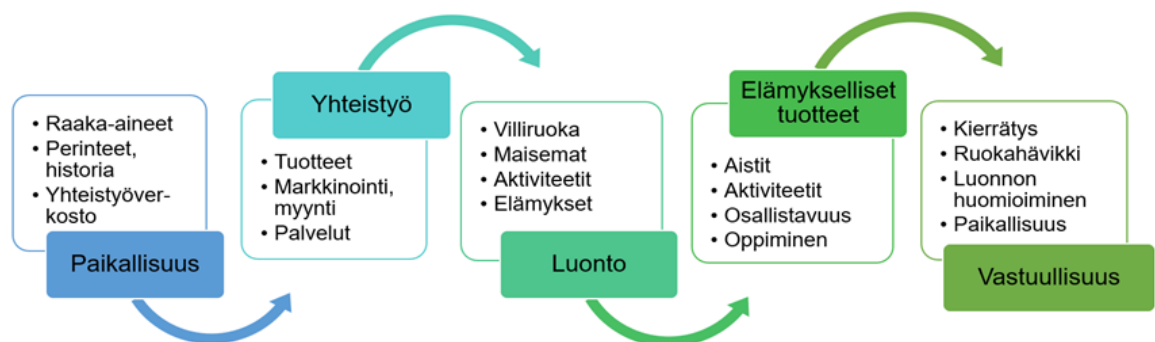 • Raaka-aineet
• Perinteet,
historia
• Yhteistyöver-
kosto
Paikallisuus
Yhteistyö
• Tuotteet
• Markkinointi,
myynti
• Palvelut
• Villiruoka
• Maisemat
• Aktiviteetit
• Elämykset
Luonto
Elämykselliset
tuotteet
• Aistit
• Aktiviteetit
• Osallistavuus
• Oppiminen
• Kierrätys
• Ruokahävikki
• Luonnon
huomioiminen
• Paikallisuus
Vastuullisuus